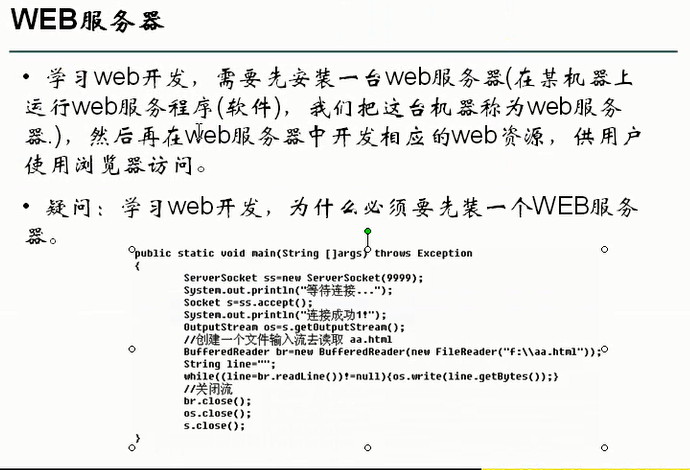 WEB服务器
• 学习web开发，需要先安装一台web服务器(在某机器上
运行web服务程序(软件)，我们把这台机器称为web服务
器.)，然后再在web服务器中开发相应的web资源，供用户
使用浏览器访问。
• 疑问：学习web开发，为什么必须要先装一个WEB服务
器。
public static void main(String []args) throws Exception
{
ServerSocket ss=new ServerSocket(9999);
System.out.println("等待连接...");
Socket s=ss.accept();
System.out.println("连接成功1!");
OutputStream os=s.getOutputStream();
//创建一个文件输入流去读取 aa.html
BufferedReader br=new BufferedReader(new FileReader("f:\\aa.html"));
String line="";
while((line=br.readLine())!=null){os.write(line.getBytes());}
//关闭流
br.close();
os.close();
s.close();
}